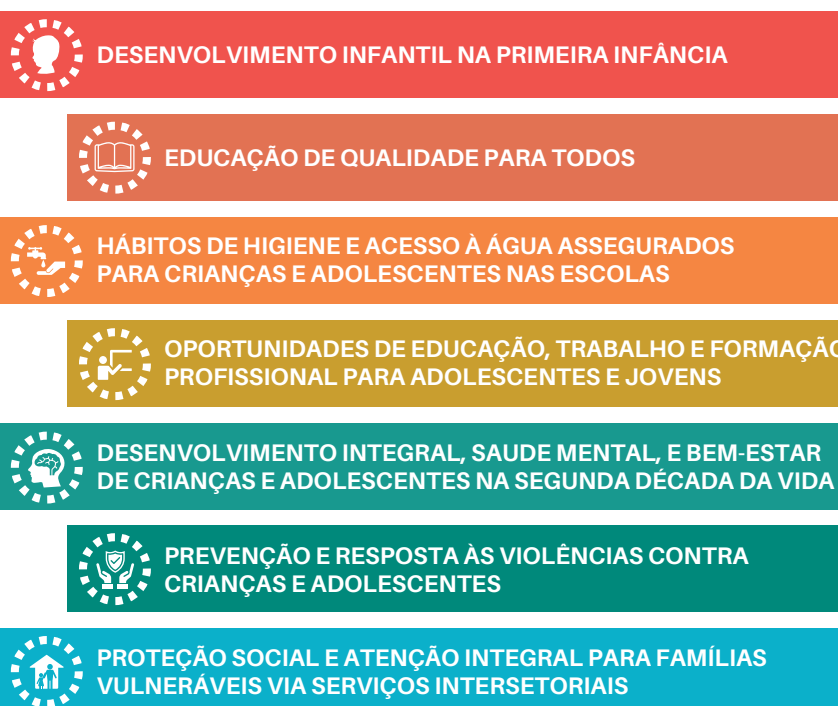 DESENVOLVIMENTO INFANTIL NA PRIMEIRA INFÂNCIA
EDUCAÇÃO DE QUALIDADE PARA TODOS
HÁBITOS DE HIGIENE E ACESSO À ÁGUA ASSEGURADOS
PARA CRIANÇAS E ADOLESCENTES NAS ESCOLAS
OPORTUNIDADES DE EDUCAÇÃO, TRABALHO E FORMAÇÃO
PROFISSIONAL PARA ADOLESCENTES E JOVENS
DESENVOLVIMENTO INTEGRAL, SAUDE MENTAL, E BEM-ESTAR
DE CRIANÇAS E ADOLESCENTES NA SEGUNDA DÉCADA DA VIDA
PREVENÇÃO E RESPOSTA ÀS VIOLÊNCIAS CONTRA
CRIANÇAS E ADOLESCENTES
PROTEÇÃO SOCIAL E ATENÇÃO INTEGRAL PARA FAMÍLIAS
VULNERÁVEIS VIA SERVIÇOS INTERSETORIAIS